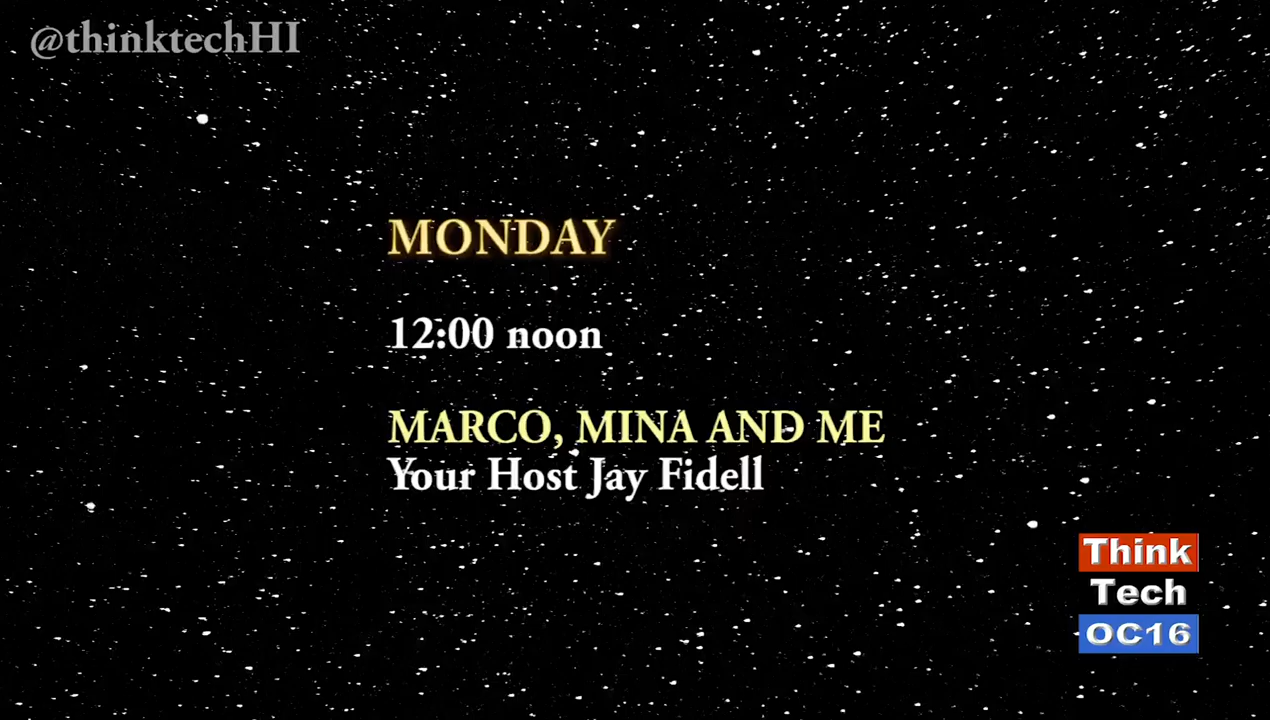 @thinktechHI
MONDAY
12:00 noon
MARCO, MINA AND ME
Your Host Jay Fidell
Think
Tech
OC16